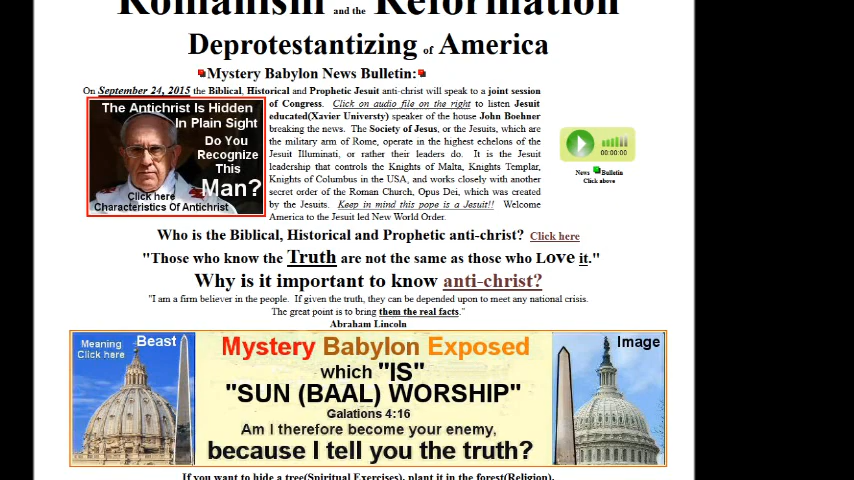 Romanism and the Reformation
Deprotestantizing of America
Mystery Babylon News Bulletin:
On September 24, 2015 the Biblical, Historical and Prophetic Jesuit anti-christ will speak to a joint session
of Congress. Click on audio file on the right to listen Jesuit
educated(Xavier Universty) speaker of the house John Boehner
breaking the news. The Society of Jesus, or the Jesuits, which are
the military arm of Rome, operate in the highest echelons of the
Jesuit Illuminati, or rather their leaders do. It is the Jesuit
leadership that controls the Knights of Malta, Knights Templar,
Knights of Columbus in the USA, and works closely with another
secret order of the Roman Church, Opus Dei, which was created
by the Jesuits. Keep in mind this pope is a Jesuit!! Welcome
America to the Jesuit led New World Order.
The Antichrist Is Hidden
In Plain Sight
Do You
Recognize
This
Man?
Click here
Characteristics Of Antichrist
00:00:00
News Bulletin
Click above
Who is the Biblical, Historical and Prophetic anti-christ? Click here
"Those who know the Truth are not the same as those who Love it."
Why is it important to know anti-christ?
"I am a firm believer in the people. If given the truth, they can be depended upon to meet any national crisis.
The great point is to bring them the real facts."
Abraham Lincoln
Meaning
Click here
Beast
Mystery Babylon Exposed
which "IS"
"SUN (BAAL) WORSHIP"
Galations 4:16
Am I therefore become your enemy,
because I tell you the truth?
Image
If you want to hide a tree(Spiritual Exercises), plant it in the forest(Religion).